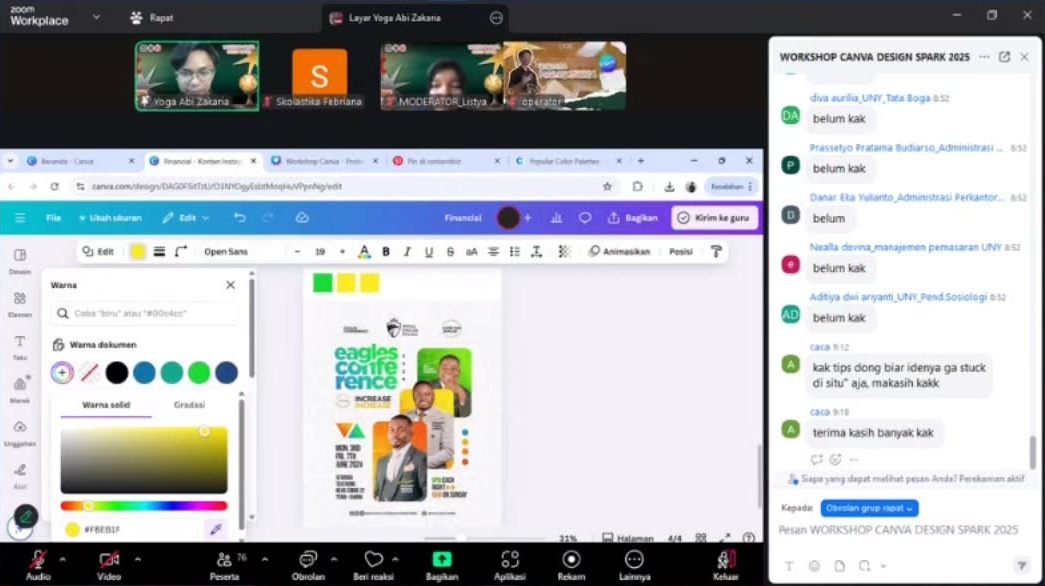 zoom
Workplace
Rapat
Layar Yoga Abi Zakaria
S
Yoga Abi Zakaria
Skolastika Febriana
MODERATOR_Listya
operator
Beranda - Canva
Financial - Konten Instag
Workshop Canva - Poste
Popular Color Palettes
canva.com/design/
/edit
Kesalahan
File
Ubah ukuran
Edit
Financial
Bagikan
Kirim ke guru
Edit
Open Sans
- 19 +
A
B
I
U
S
aA
Animasikan
Posisi
Desain
Elemen
Teks
Merek
Unggahan
Alat
Warna
Coba "biru" atau "#00c4cc"
Warna dokumen
Warna solid
Gradasi
#FBEB1F
eagles
confe
rence
INCREASE
INCREASE
MON. 3RD
FRI. 7TH
JUNE 2024
31%
Halaman
4/4
Audio
Video
76
Peserta
Obrolan
Beri reaksi
Bagikan
Aplikasi
Rekam
Lainnya
Keluar
WORKSHOP CANVA DESIGN SPARK 2025
diva aurilia_UNY_Tata Boga 8:52
DA
belum kak
Prassetyo Pratama Budiarso_Administrasi ... 8:52
P
belum kak
Danar Eka Yulianto_Administrasi Perkantor... 8:52
D
belum
Nealla devina_manajemen pemasaran UNY 8:52
e
belum kak
Aditiya dwi ariyanti_UNY_Pend.Sosiologi 8:52
AD
belum kak
caca 9:12
A
kak tips dong biar idenya ga stuck
di situ" aja, makasih kakk
caca 9:18
A
terima kasih banyak kak
Siapa yang dapat melihat pesan Anda? Perekaman aktif
Kepada:
Obrolan grup rapat
Pesan WORKSHOP CANVA DESIGN SPARK 2025